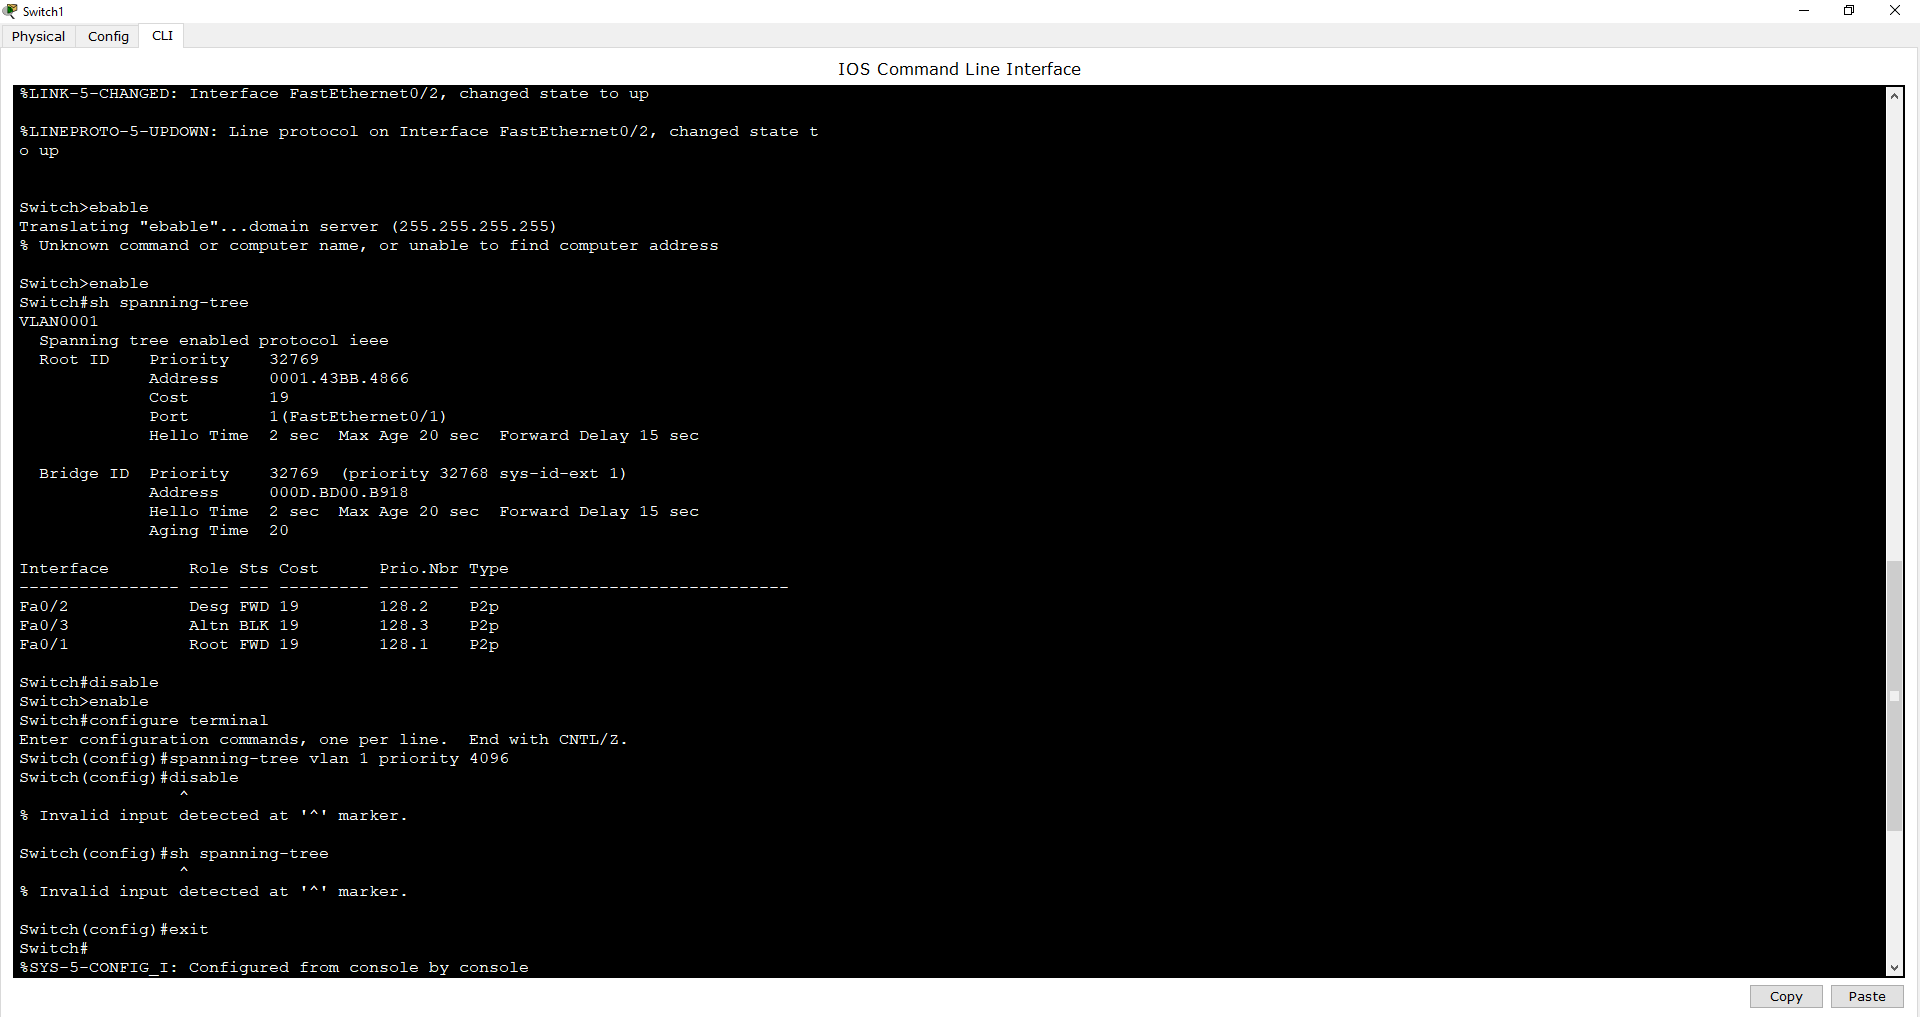 Switch1
Physical Config CLI
IOS Command Line Interface
%LINK-5-CHANGED: Interface FastEthernet0/2, changed state to up
%LINEPROTO-5-UPDOWN: Line protocol on Interface FastEthernet0/2, changed state t
o up
Switch>ebable
Translating "ebable"...domain server (255.255.255.255)
% Unknown command or computer name, or unable to find computer address
Switch>enable
Switch#sh spanning-tree
VLAN0001
  Spanning tree enabled protocol ieee
  Root ID    Priority    32769
             Address     0001.43BB.4866
             Cost        19
             Port        1(FastEthernet0/1)
             Hello Time  2 sec  Max Age 20 sec  Forward Delay 15 sec
  Bridge ID  Priority    32769  (priority 32768 sys-id-ext 1)
             Address     000D.BD00.B918
             Hello Time  2 sec  Max Age 20 sec  Forward Delay 15 sec
             Aging Time  20
Interface        Role Sts Cost      Prio.Nbr Type
---------------- ---- --- --------- -------- --------------------------------
Fa0/2            Desg FWD 19        128.2    P2p
Fa0/3            Altn BLK 19        128.3    P2p
Fa0/1            Root FWD 19        128.1    P2p
Switch#disable
Switch>enable
Switch#configure terminal
Enter configuration commands, one per line.  End with CNTL/Z.
Switch(config)#spanning-tree vlan 1 priority 4096
Switch(config)#disable
                ^
% Invalid input detected at '^' marker.
Switch(config)#sh spanning-tree
                ^
% Invalid input detected at '^' marker.
Switch(config)#exit
Switch#
%SYS-5-CONFIG_I: Configured from console by console
Copy Paste